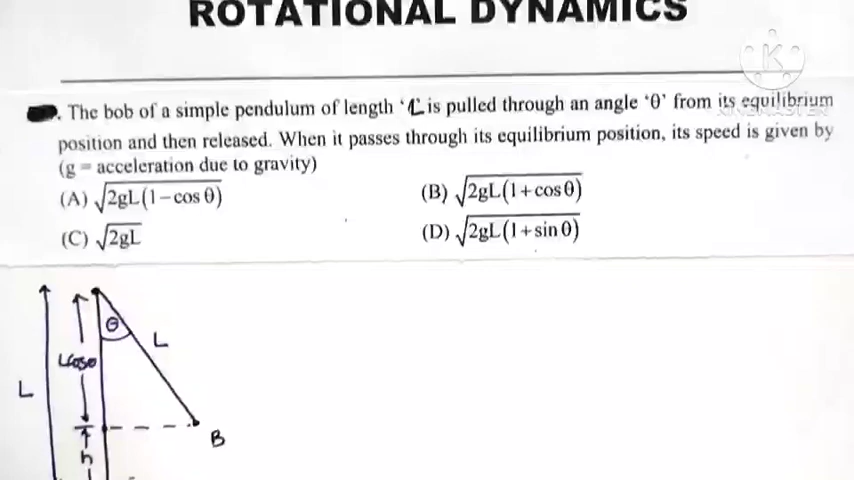 ROTATIONAL DYNAMICS
K
KINEMASTER
. The bob of a simple pendulum of length 'L is pulled through an angle 'θ' from its equilibrium
position and then released. When it passes through its equilibrium position, its speed is given by
(g = acceleration due to gravity)
(A) √2gL(1−cos θ) (B) √2gL(1+cos θ)
(C) √2gL (D) √2gL(1+sin θ)
θ
L
Lcosθ
L
B
h